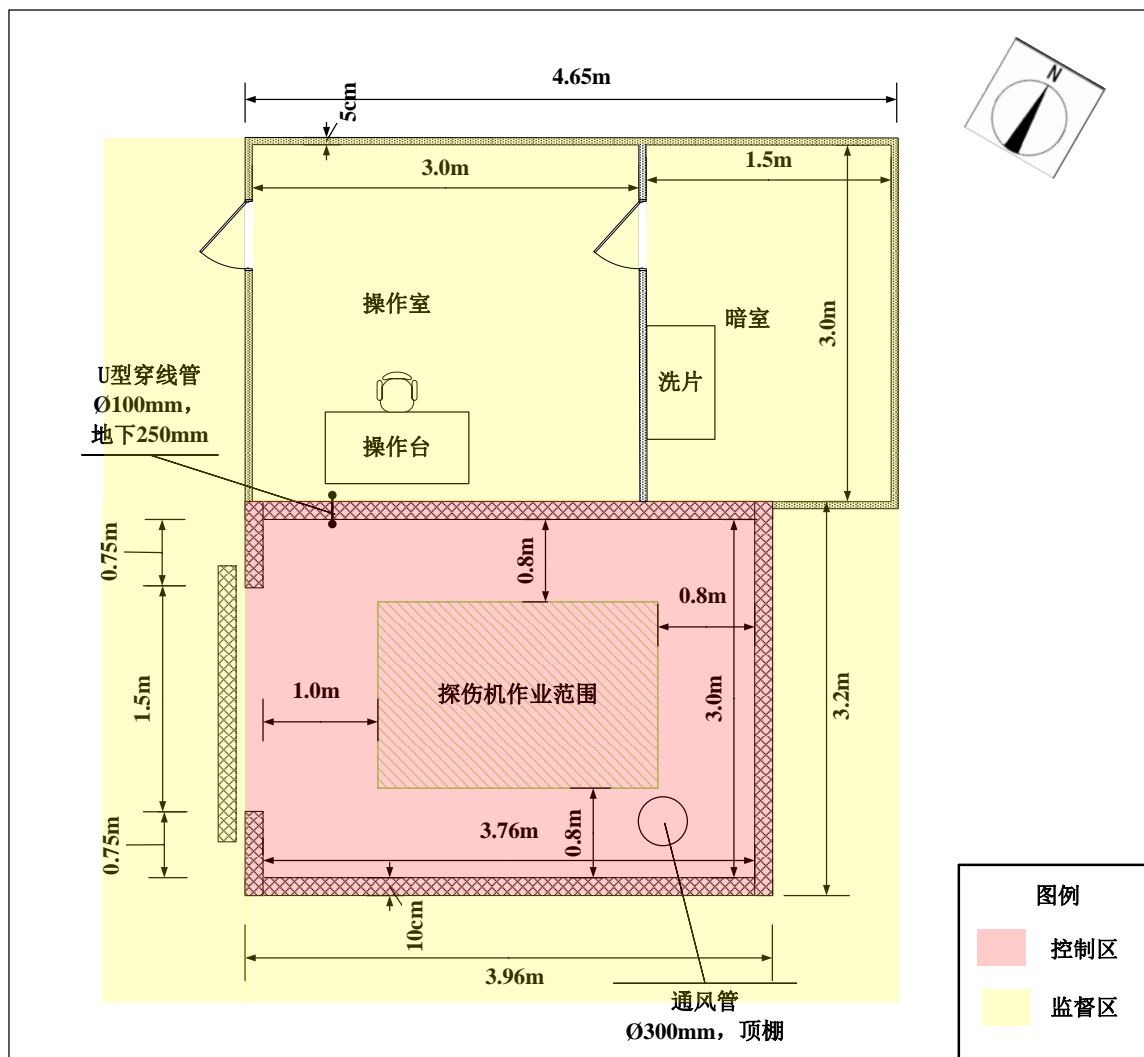 N
4.65m
5cm
3.0m
1.5m
操作室
暗室
3.0m
U型穿线管
Ø100mm，
地下250mm
洗片
操作台
0.75m
0.8m
0.8m
1.0m
探伤机作业范围
3.0m
3.2m
1.5m
3.76m
0.8m
0.75m
10cm
3.96m
通风管
Ø300mm，顶棚
图例
控制区
监督区